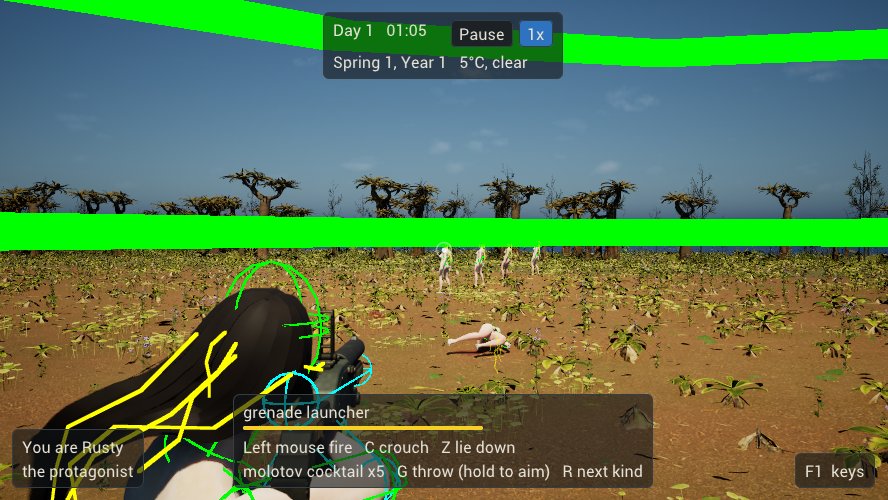 Day 1 01:05 Pause 1x
Spring 1, Year 1 5°C, clear
grenade launcher
Left mouse fire C crouch Z lie down
molotov cocktail x5 G throw (hold to aim) R next kind
You are Rusty
the protagonist
F1 keys